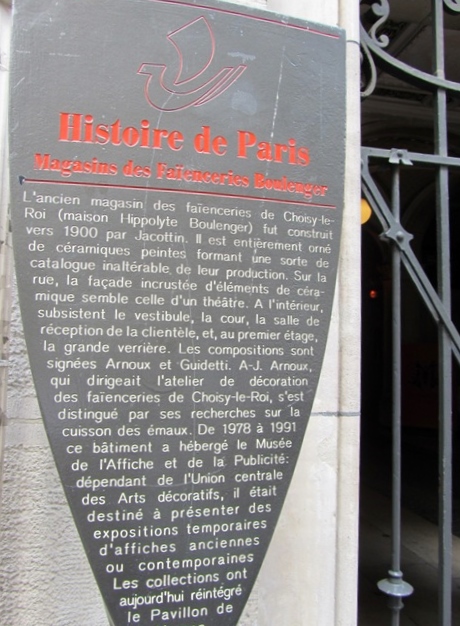 Histoire de Paris
Magasins des Faïenceries Boulenger
L'ancien magasin des faïenceries de Choisy-le-
Roi (maison Hippolyte Boulenger) fut construit
vers 1900 par Jacottin. Il est entièrement orné
de céramiques peintes formant une sorte de
catalogue inaltérable de leur production. Sur la
rue, la façade incrustée d'éléments de céra-
mique semble celle d'un théâtre. A l'intérieur,
subsistent le vestibule, la cour, la salle de
réception de la clientèle, et, au premier étage,
la grande verrière. Les compositions sont
signées Arnoux et Guidetti. A-J. Arnoux,
qui dirigeait l'atelier de décoration
des faïenceries de Choisy-le-Roi, s'est
distingué par ses recherches sur la
cuisson des émaux. De 1978 à 1991
ce bâtiment a hébergé le Musée
de l'Affiche et de la Publicité:
dépendant de l'Union centrale
des Arts décoratifs, il était
destiné à présenter des
expositions temporaires
d'affiches anciennes
ou contemporaines
Les collections ont
aujourd'hui réintégré
le Pavillon de